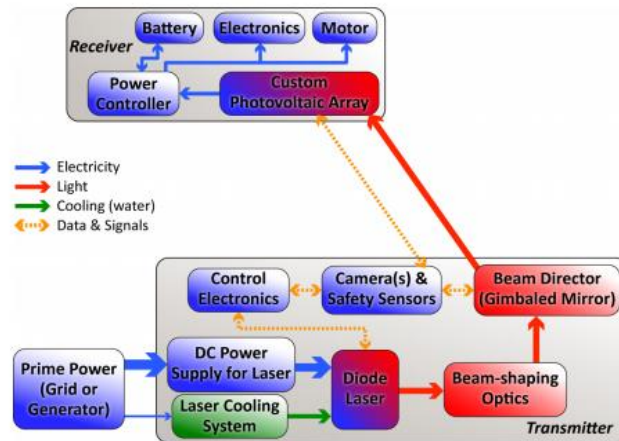 Battery
Electronics
Motor
Receiver
Power
Controller
Custom
Photovoltaic Array
Electricity
Light
Cooling (water)
Data & Signals
Control
Electronics
Camera(s) &
Safety Sensors
Beam Director
(Gimbaled Mirror)
Prime Power
(Grid or
Generator)
DC Power
Supply for Laser
Diode
Laser
Beam-shaping
Optics
Laser Cooling
System
Transmitter